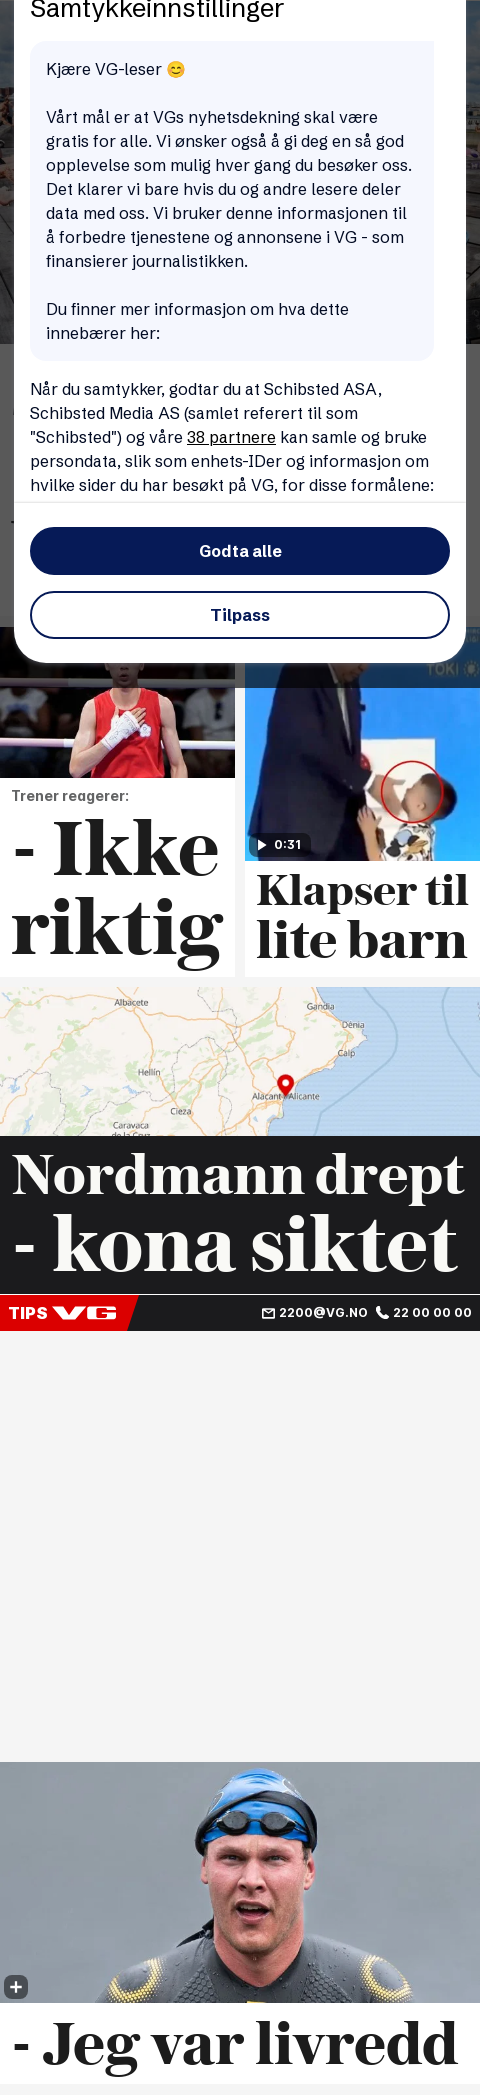 Samtykkeinnstillinger
Kjære VG-leser 😊
Vårt mål er at VGs nyhetsdekning skal være
gratis for alle. Vi ønsker også å gi deg en så god
opplevelse som mulig hver gang du besøker oss.
Det klarer vi bare hvis du og andre lesere deler
data med oss. Vi bruker denne informasjonen til
å forbedre tjenestene og annonsene i VG - som
finansierer journalistikken.
Du finner mer informasjon om hva dette
innebærer her:
Når du samtykker, godtar du at Schibsted ASA,
Schibsted Media AS (samlet referert til som
"Schibsted") og våre 38 partnere kan samle og bruke
persondata, slik som enhets-IDer og informasjon om
hvilke sider du har besøkt på VG, for disse formålene:
Godta alle
Tilpass
TOKI
0:31
Trener reagerer:
- Ikke
riktig
Klapser til
lite barn
Albacete
Gandia
Dénia
Calp
Hellín
Alacant / Alicante
Cieza
Caravaca
de la Cruz
Nordmann drept
- kona siktet
TIPS VG
2200@VG.NO 22 00 00 00
- Jeg var livredd